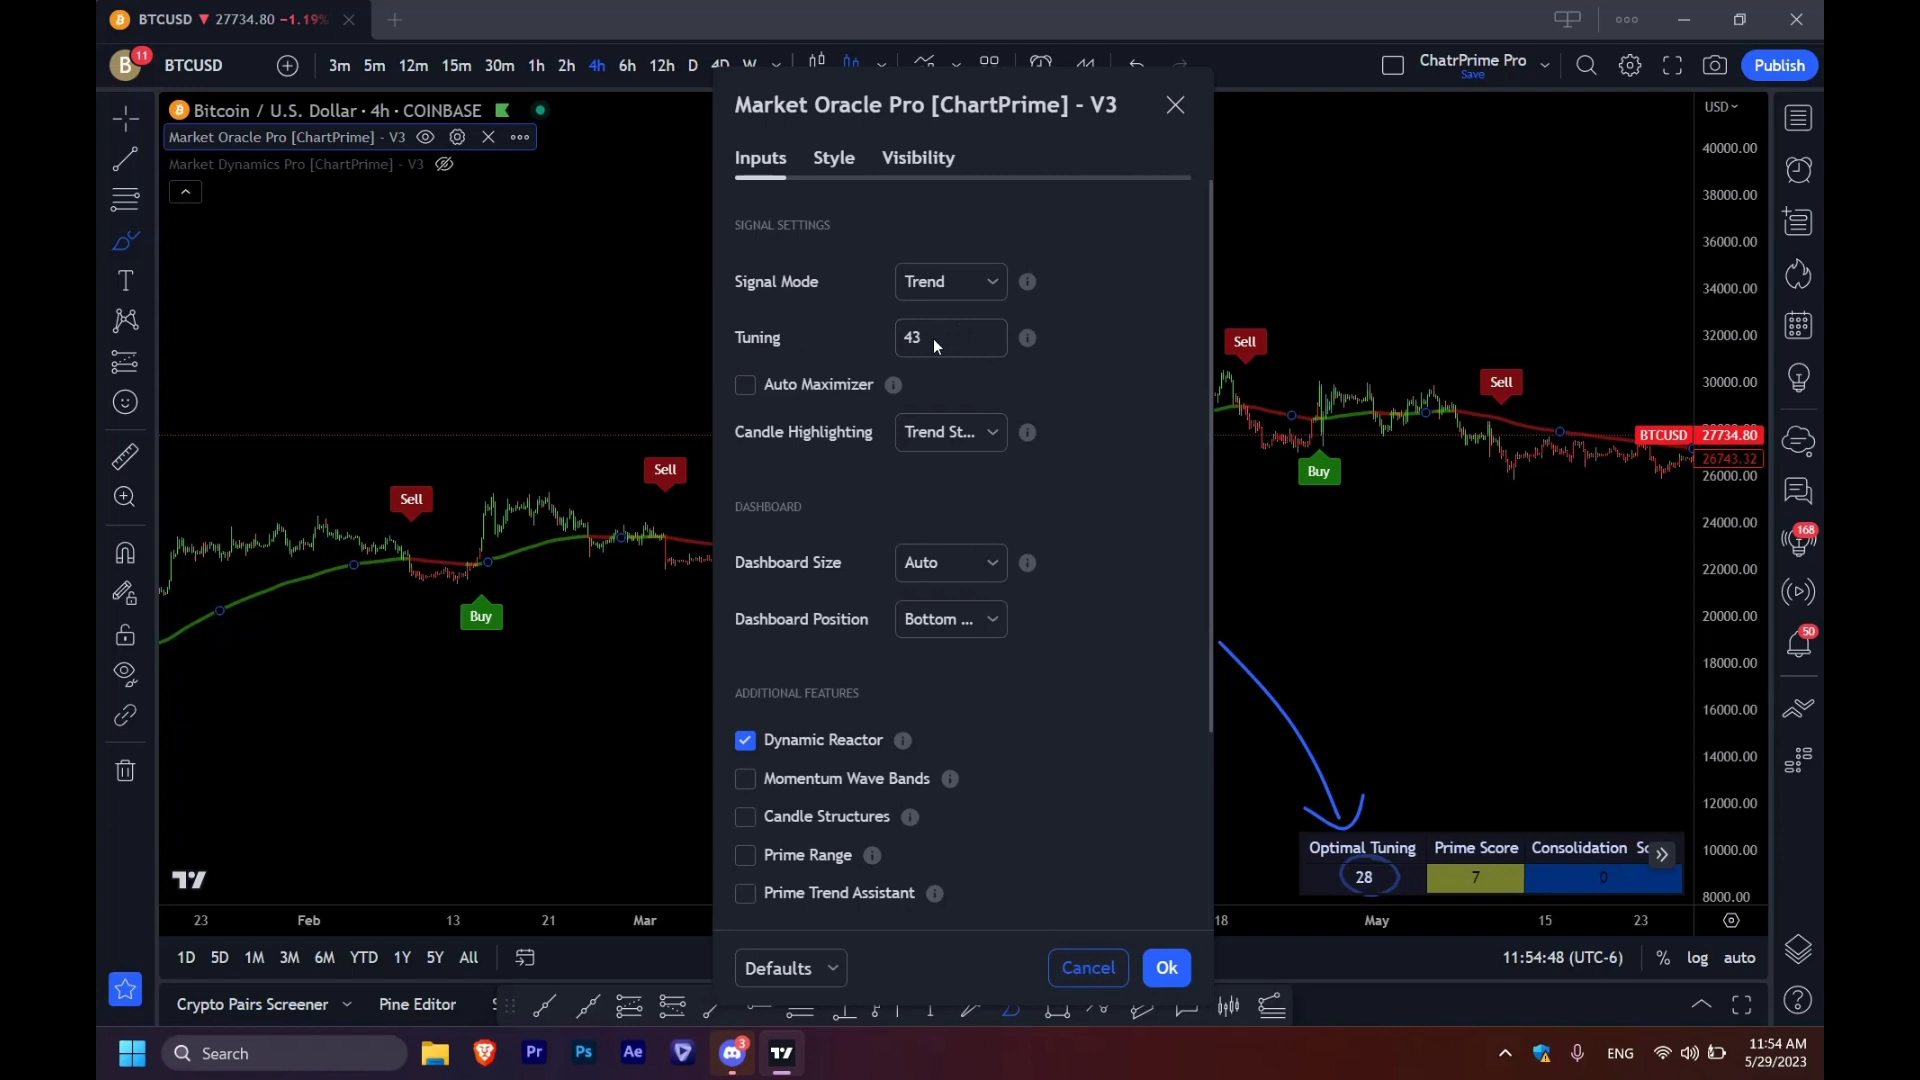 BTCUSD ▼ 27734.80 −1.19%
B
11
BTCUSD
3m 5m 12m 15m 30m 1h 2h 4h 6h 12h D 4D W
ChatrPrime Pro
Save
Publish
Bitcoin / U.S. Dollar · 4h · COINBASE
Market Oracle Pro [ChartPrime] - V3
Market Dynamics Pro [ChartPrime] - V3
Market Oracle Pro [ChartPrime] - V3
Inputs Style Visibility
SIGNAL SETTINGS
Signal Mode Trend
Tuning 43
Auto Maximizer
Candle Highlighting Trend St...
DASHBOARD
Dashboard Size Auto
Dashboard Position Bottom ...
ADDITIONAL FEATURES
Dynamic Reactor
Momentum Wave Bands
Candle Structures
Prime Range
Prime Trend Assistant
Defaults Cancel Ok
Sell
Buy
Sell
Sell
Buy
Sell
USD
40000.00
38000.00
36000.00
34000.00
32000.00
30000.00
BTCUSD 27734.80
26743.32
26000.00
24000.00
22000.00
20000.00
18000.00
16000.00
14000.00
12000.00
10000.00
8000.00
168
50
Optimal Tuning Prime Score Consolidation
28 7 0
23 Feb 13 21 Mar 18 May 15 23
1D 5D 1M 3M 6M YTD 1Y 5Y All
11:54:48 (UTC-6) % log auto
Crypto Pairs Screener Pine Editor
Search
Pr Ps Ae
3
ENG
11:54 AM
5/29/2023